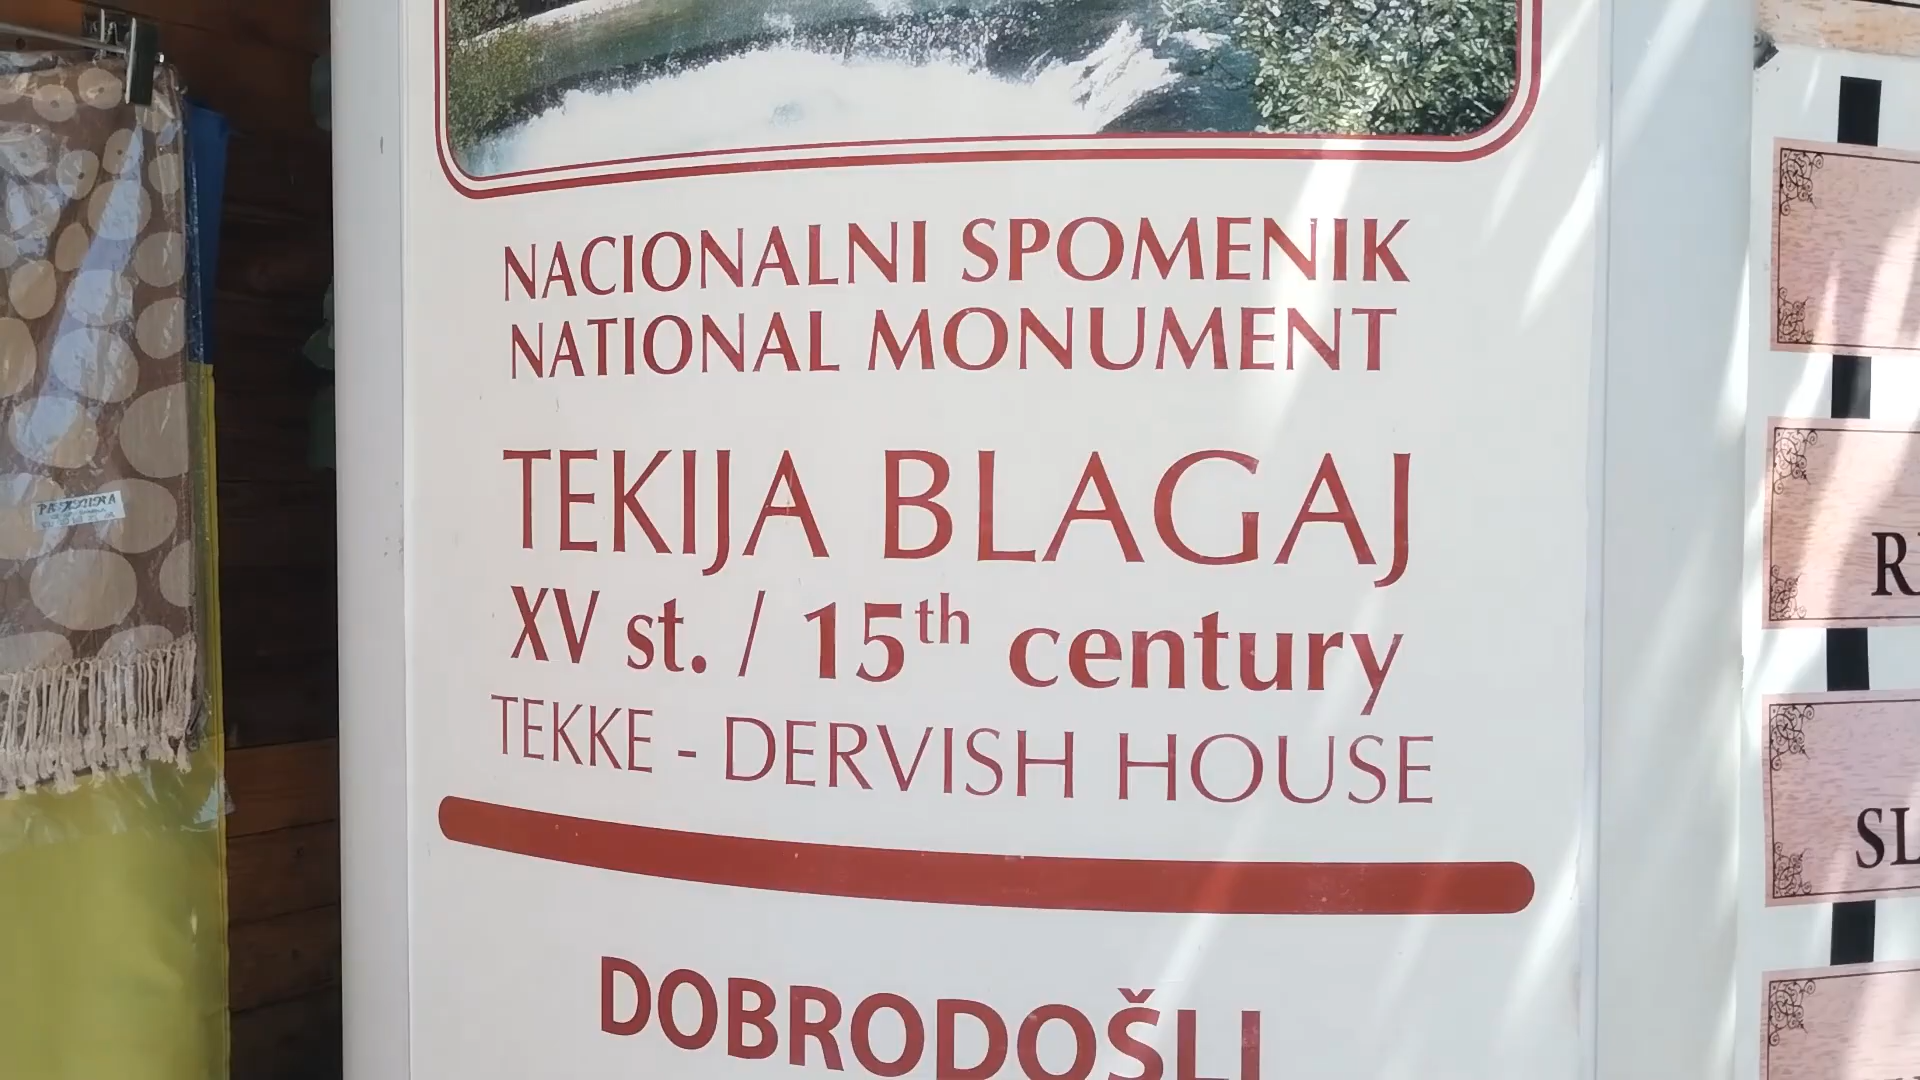 NACIONALNI SPOMENIK
NATIONAL MONUMENT
TEKIJA BLAGAJ
XV st. / 15th century
TEKKE - DERVISH HOUSE
DOBRODOŠLI